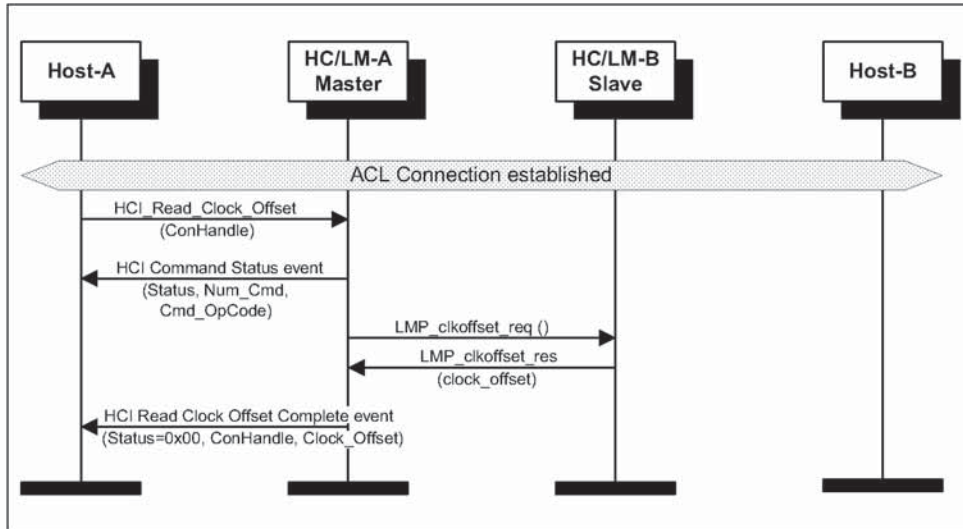 Host-A
HC/LM-A
Master
HC/LM-B
Slave
Host-B
ACL Connection established
HCI_Read_Clock_Offset
(ConHandle)
HCI Command Status event
(Status, Num_Cmd,
Cmd_OpCode)
LMP_clkoffset_req ()
LMP_clkoffset_res
(clock_offset)
HCI Read Clock Offset Complete event
(Status=0x00, ConHandle, Clock_Offset)